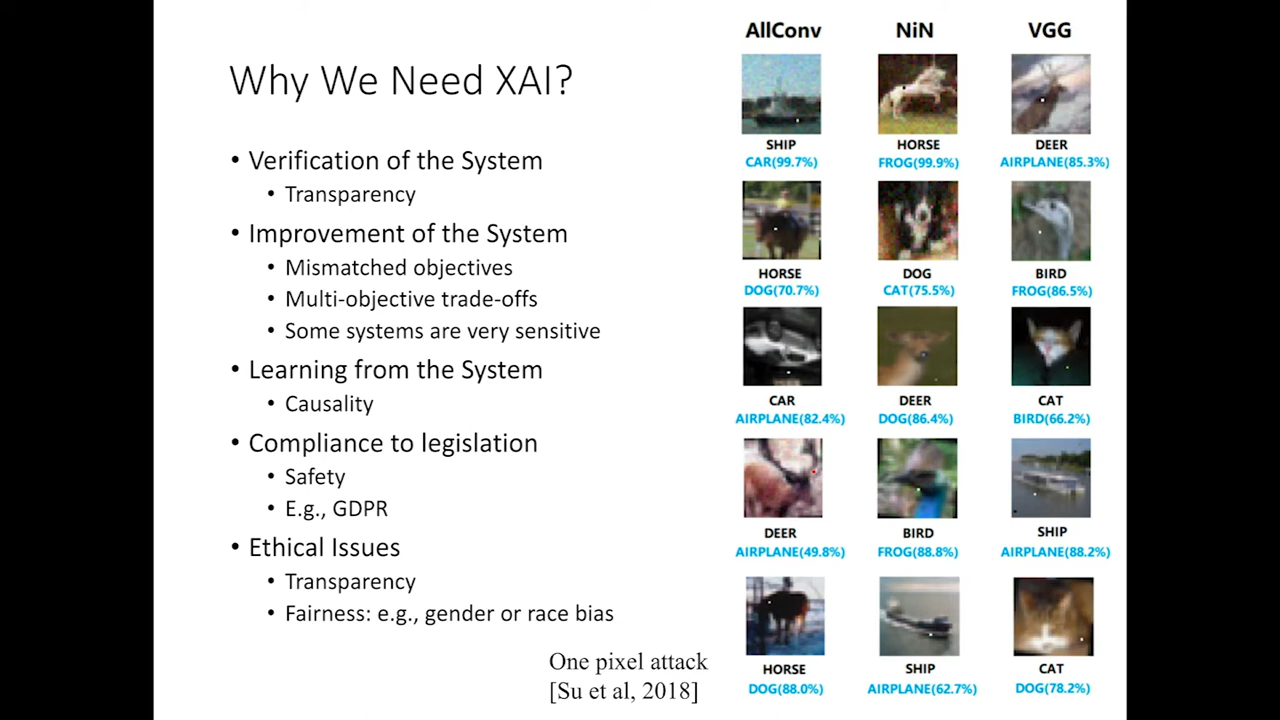 Why We Need XAI?
• Verification of the System
• Transparency
• Improvement of the System
• Mismatched objectives
• Multi-objective trade-offs
• Some systems are very sensitive
• Learning from the System
• Causality
• Compliance to legislation
• Safety
• E.g., GDPR
• Ethical Issues
• Transparency
• Fairness: e.g., gender or race bias
One pixel attack
[Su et al, 2018]
AllConv NiN VGG
SHIP HORSE DEER
CAR(99.7%) FROG(99.9%) AIRPLANE(85.3%)
HORSE DOG BIRD
DOG(70.7%) CAT(75.5%) FROG(86.5%)
CAR DEER CAT
AIRPLANE(82.4%) DOG(86.4%) BIRD(66.2%)
DEER BIRD SHIP
AIRPLANE(49.8%) FROG(88.8%) AIRPLANE(88.2%)
HORSE SHIP CAT
DOG(88.0%) AIRPLANE(62.7%) DOG(78.2%)